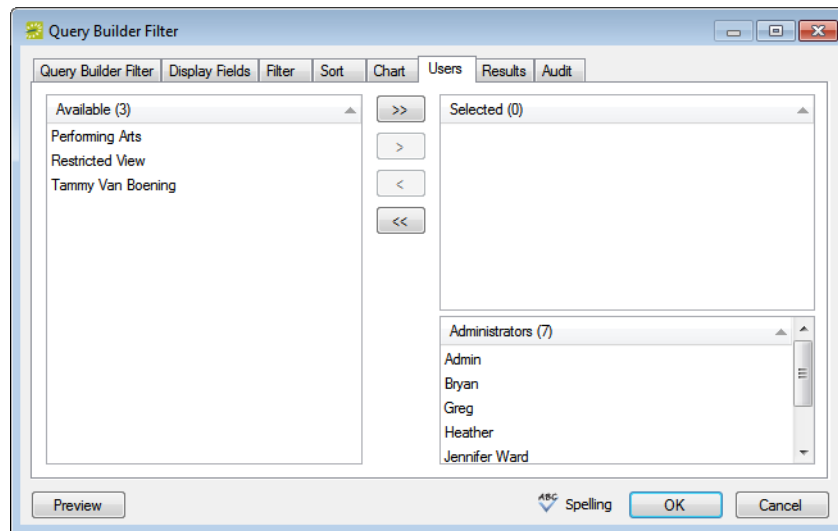 Query Builder Filter
Query Builder Filter Display Fields Filter Sort Chart Users Results Audit
Available (3)
Performing Arts
Restricted View
Tammy Van Boening
>>
>
<
<<
Selected (0)
Administrators (7)
Admin
Bryan
Greg
Heather
Jennifer Ward
Preview ABC Spelling OK Cancel